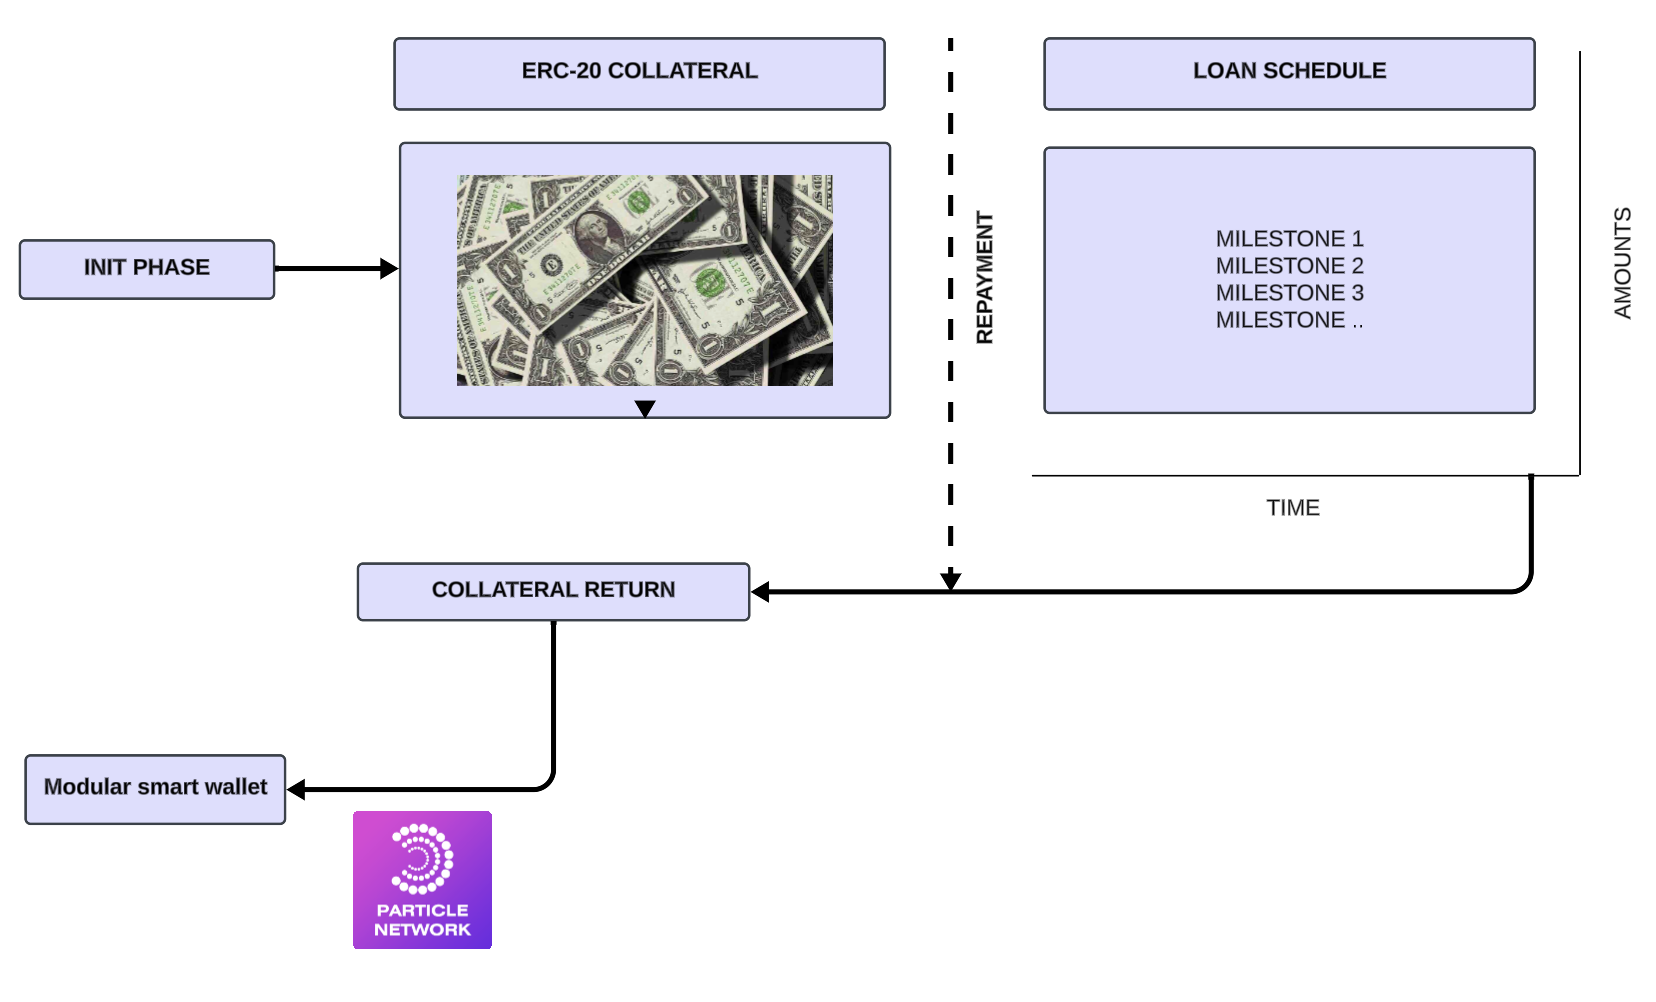 ERC-20 COLLATERAL
LOAN SCHEDULE
INIT PHASE
REPAYMENT
MILESTONE 1
MILESTONE 2
MILESTONE 3
MILESTONE ..
AMOUNTS
TIME
COLLATERAL RETURN
Modular smart wallet
PARTICLE
NETWORK